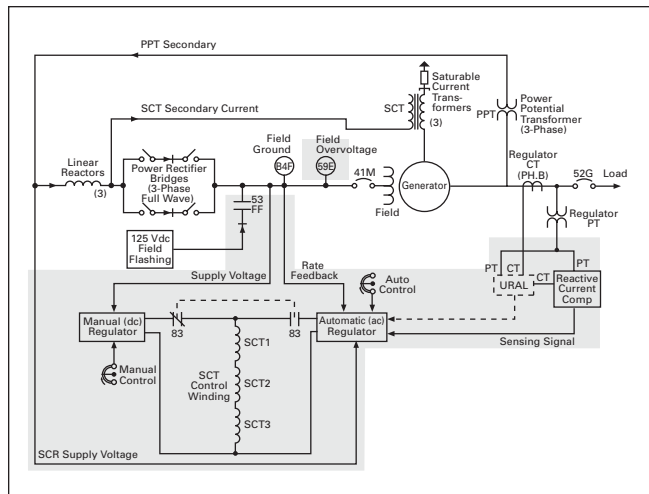 PPT Secondary
SCT Secondary Current
SCT
Saturable
Current
Trans-
formers
(3)
PPT
Power
Potential
Transformer
(3-Phase)
Linear
Reactors
(3)
Power Rectifier
Bridges
(3-Phase
Full Wave)
Field
Ground
64F
Field
Overvoltage
59E
41M
Field
Generator
Regulator
CT
(PH.B)
52G
Load
53
FF
125 Vdc
Field
Flashing
Regulator
PT
Supply Voltage
Rate
Feedback
Auto
Control
PT
CT
CT
PT
URAL
Reactive
Current
Comp
Manual (dc)
Regulator
83
83
Automatic (ac)
Regulator
Sensing Signal
Manual
Control
SCT
Control
Winding
SCT1
SCT2
SCT3
SCR Supply Voltage